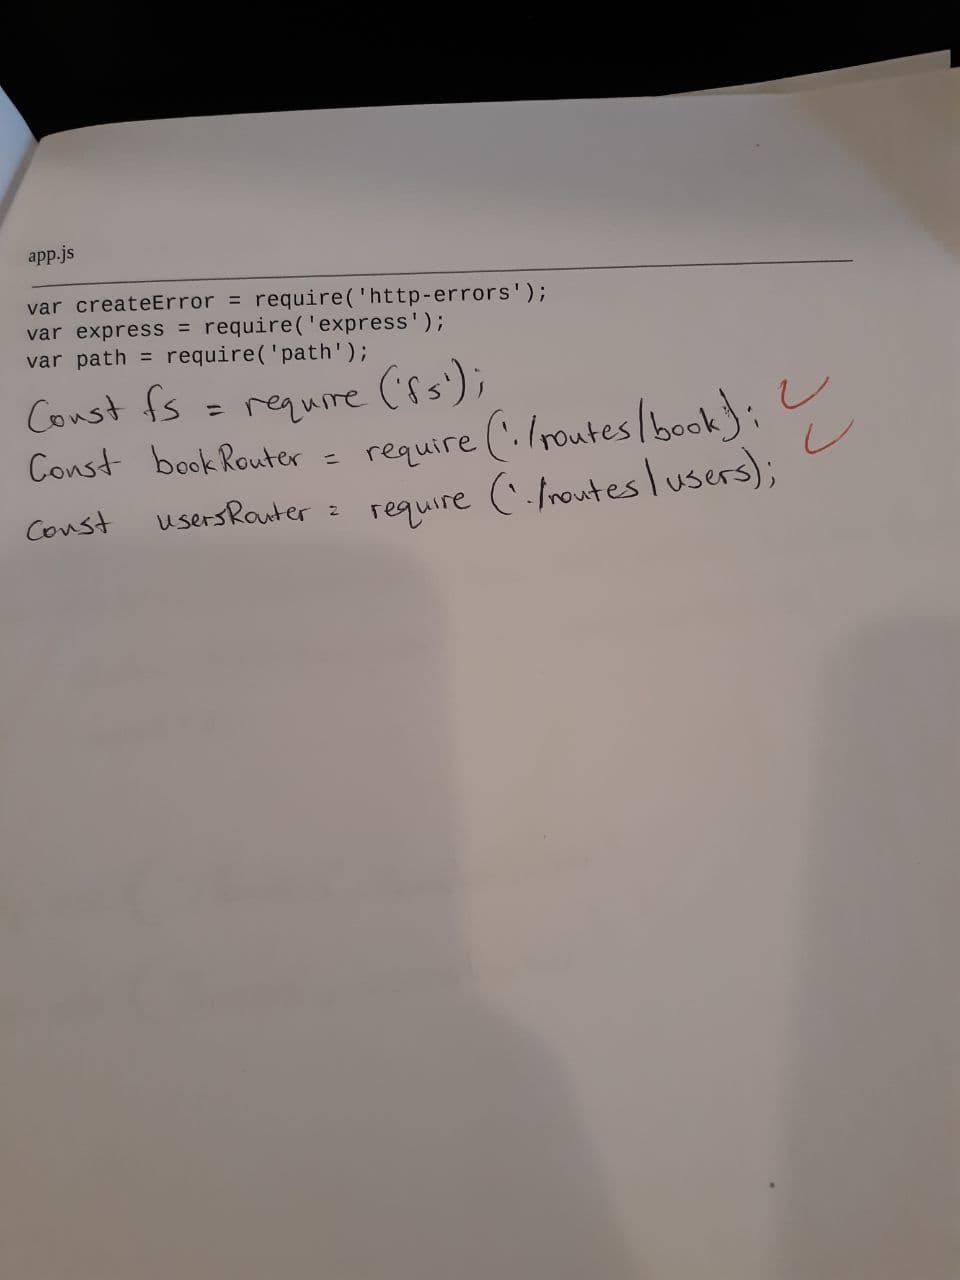 app.js
var createError = require('http-errors');
var express = require('express');
var path = require('path');
Const fs = require ('fs');
Const bookRouter = require ('./routes/book');
Const usersRouter = require ('./routes/users);